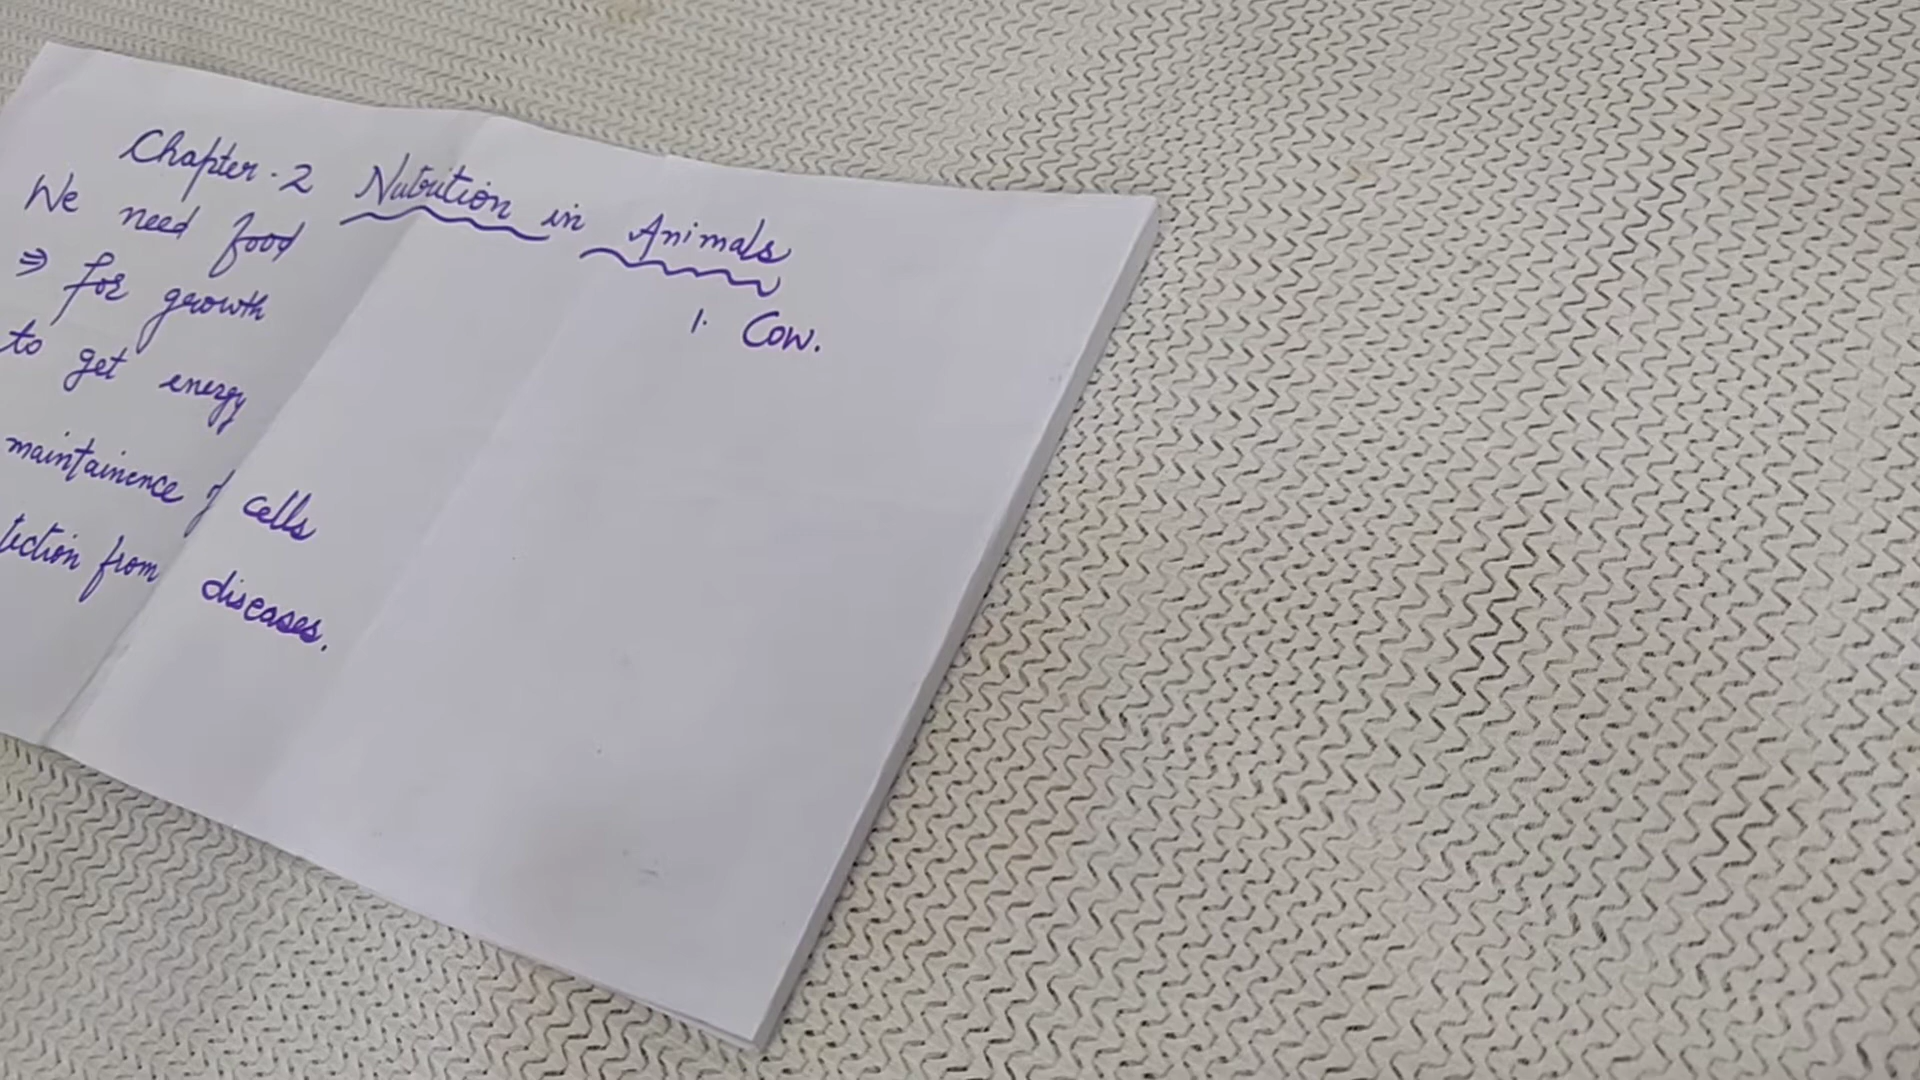 Chapter - 2 Nutrition in Animals
We need food
⇒ for growth
to get energy
maintainence of cells
tection from diseases.
1. Cow.